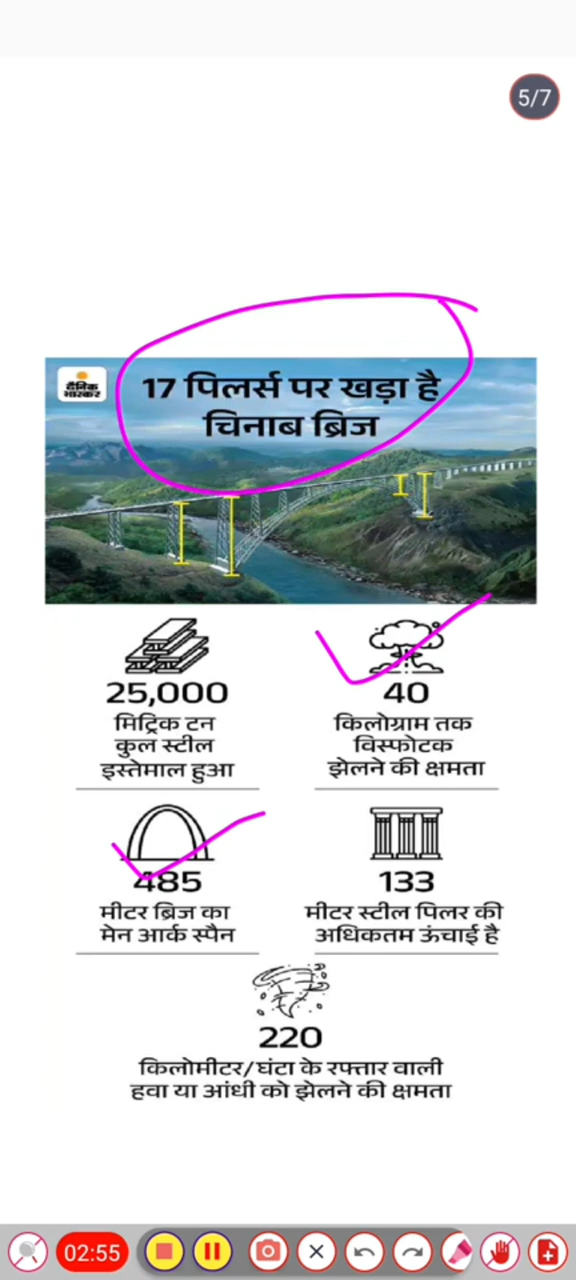 5/7
दैनिक
भास्कर
17 पिलर्स पर खड़ा है
चिनाब ब्रिज
25,000
मिट्रिक टन
कुल स्टील
इस्तेमाल हुआ
40
किलोग्राम तक
विस्फोटक
झेलने की क्षमता
485
मीटर ब्रिज का
मेन आर्क स्पैन
133
मीटर स्टील पिलर की
अधिकतम ऊंचाई है
220
किलोमीटर/घंटा के रफ्तार वाली
हवा या आंधी को झेलने की क्षमता
02:55